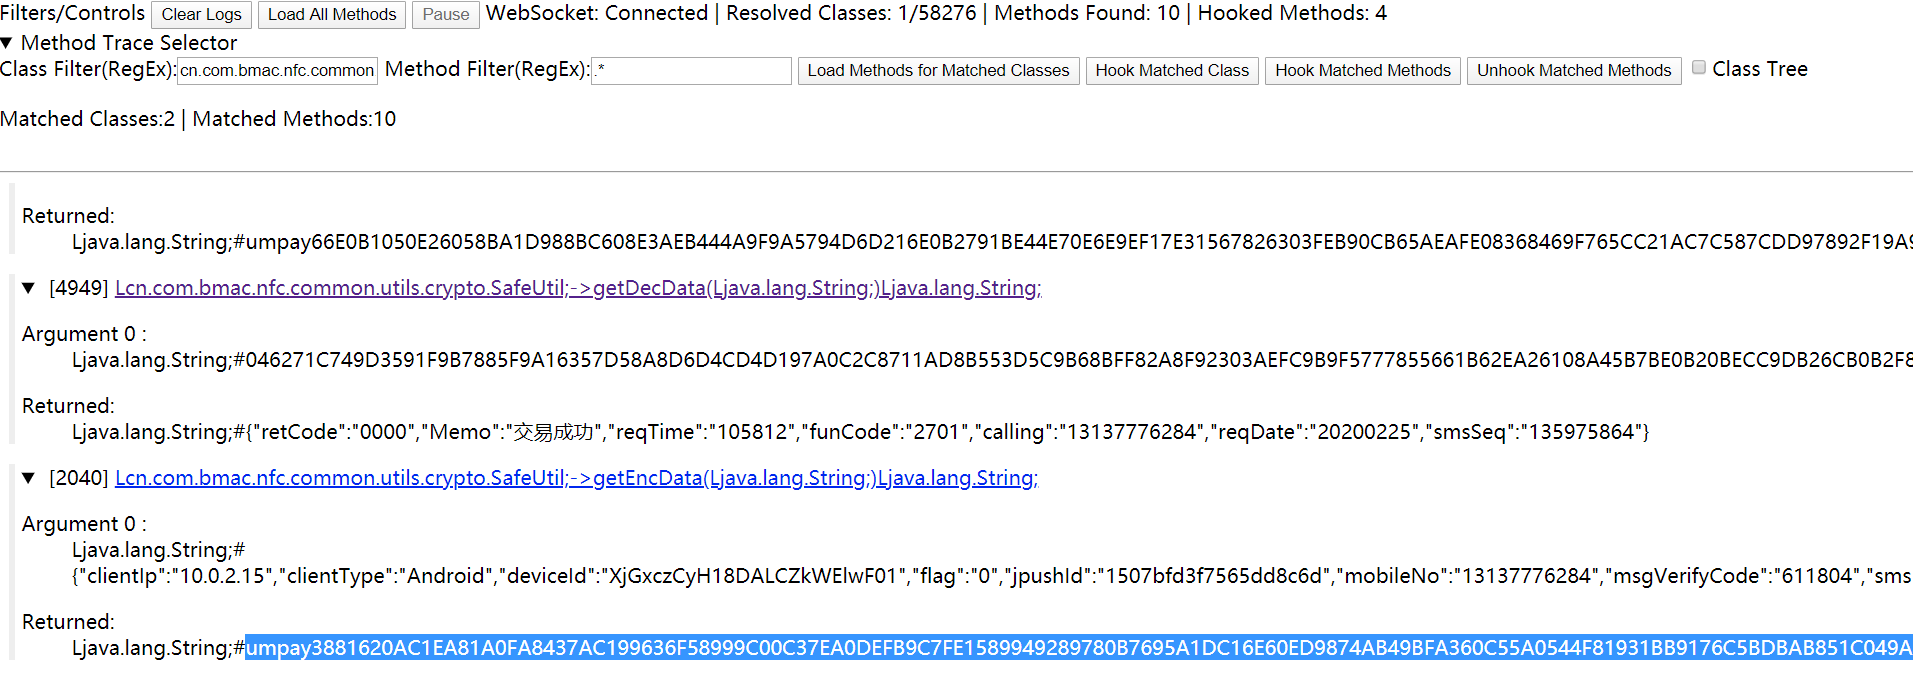 Filters/Controls Clear Logs Load All Methods Pause WebSocket: Connected | Resolved Classes: 1/58276 | Methods Found: 10 | Hooked Methods: 4
▼ Method Trace Selector
Class Filter(RegEx): cn.com.bmac.nfc.common Method Filter(RegEx): .* Load Methods for Matched Classes Hook Matched Class Hook Matched Methods Unhook Matched Methods Class Tree
Matched Classes:2 | Matched Methods:10
Returned:
Ljava.lang.String;#umpay66E0B1050E26058BA1D988BC608E3AEB444A9F9A5794D6D216E0B2791BE44E70E6E9EF17E31567826303FEB90CB65AEAFE08368469F765CC21AC7C587CDD97892F19A9
▼ [4949] Lcn.com.bmac.nfc.common.utils.crypto.SafeUtil;->getDecData(Ljava.lang.String;)Ljava.lang.String;
Argument 0 :
Ljava.lang.String;#046271C749D3591F9B7885F9A16357D58A8D6D4CD4D197A0C2C8711AD8B553D5C9B68BFF82A8F92303AEFC9B9F5777855661B62EA26108A45B7BE0B20BECC9DB26CB0B2F8
Returned:
Ljava.lang.String;#{"retCode":"0000","Memo":"交易成功","reqTime":"105812","funCode":"2701","calling":"13137776284","reqDate":"20200225","smsSeq":"135975864"}
▼ [2040] Lcn.com.bmac.nfc.common.utils.crypto.SafeUtil;->getEncData(Ljava.lang.String;)Ljava.lang.String;
Argument 0 :
Ljava.lang.String;#
{"clientIp":"10.0.2.15","clientType":"Android","deviceId":"XjGxczCyH18DALCZkWElwF01","flag":"0","jpushId":"1507bfd3f7565dd8c6d","mobileNo":"13137776284","msgVerifyCode":"611804","sms
Returned:
Ljava.lang.String;#umpay3881620AC1EA81A0FA8437AC199636F58999C00C37EA0DEFB9C7FE1589949289780B7695A1DC16E60ED9874AB49BFA360C55A0544F81931BB9176C5BDBAB851C049A